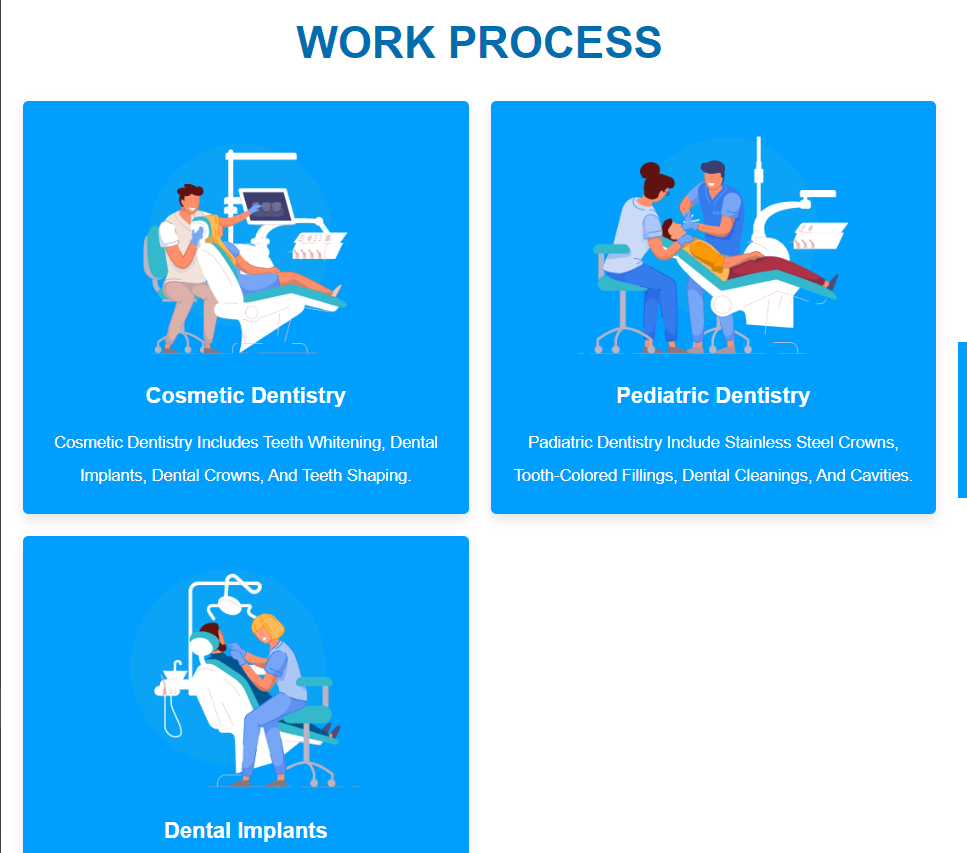 WORK PROCESS
Cosmetic Dentistry
Cosmetic Dentistry Includes Teeth Whitening, Dental
Implants, Dental Crowns, And Teeth Shaping.
Pediatric Dentistry
Padiatric Dentistry Include Stainless Steel Crowns,
Tooth-Colored Fillings, Dental Cleanings, And Cavities.
Dental Implants